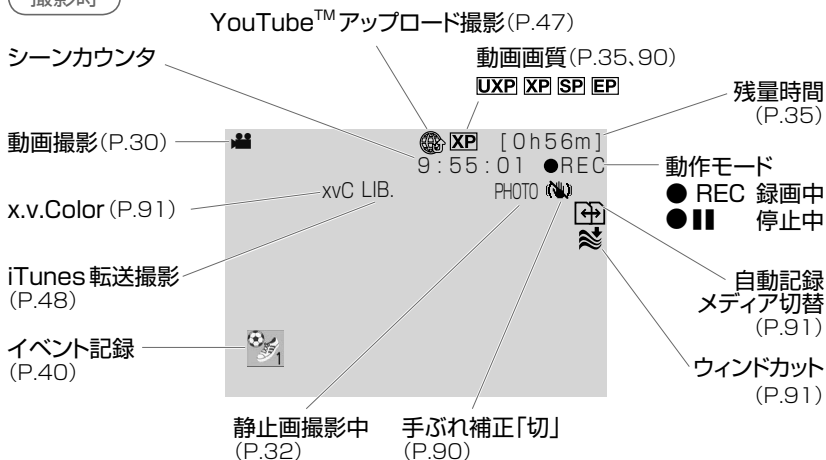 撮影時
YouTube™アップロード撮影(P.47)
シーンカウンタ
動画画質(P.35、90)
UXP XP SP EP
残量時間
(P.35)
動画撮影(P.30)
XP [0h56m]
9:55:01 ●REC
動作モード
● REC 録画中
●❚❚ 停止中
xvC LIB.
PHOTO
x.v.Color(P.91)
iTunes転送撮影
(P.48)
自動記録
メディア切替
(P.91)
イベント記録
(P.40)
1
ウィンドカット
(P.91)
静止画撮影中
(P.32)
手ぶれ補正「切」
(P.90)